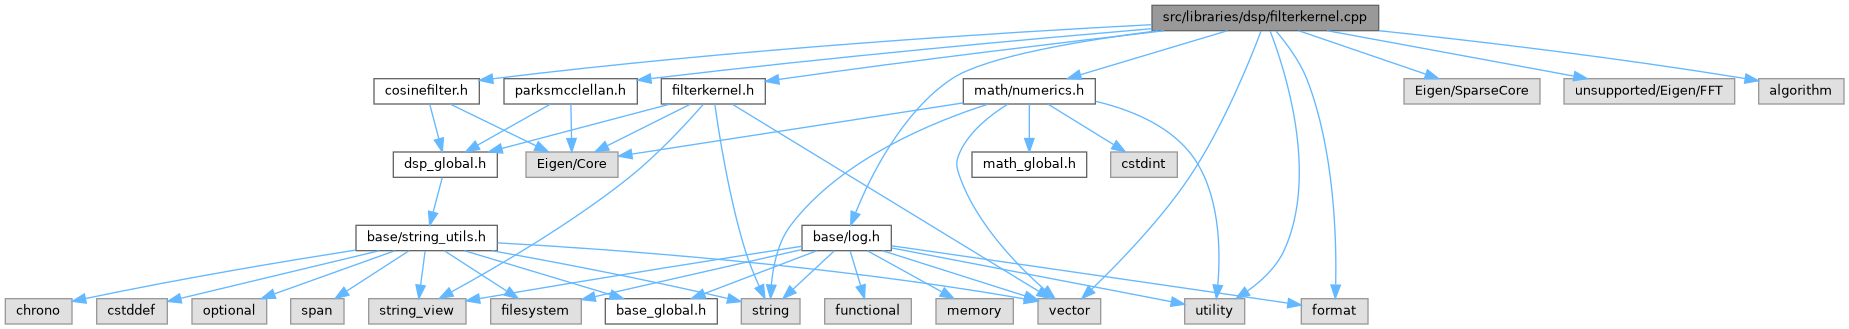 src/libraries/dsp/filterkernel.cpp
cosinefilter.h
parksmcclellan.h
filterkernel.h
math/numerics.h
Eigen/SparseCore
unsupported/Eigen/FFT
algorithm
dsp_global.h
Eigen/Core
math_global.h
cstdint
base/string_utils.h
base/log.h
chrono
cstddef
optional
span
string_view
filesystem
base_global.h
string
functional
memory
vector
utility
format